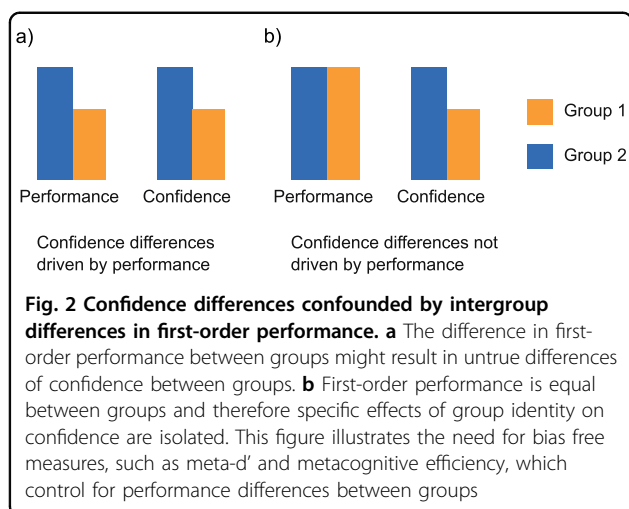 a)
b)
Group 1
Group 2
Performance
Confidence
Performance
Confidence
Confidence differences
driven by performance
Confidence differences not
driven by performance
Fig. 2 Confidence differences confounded by intergroup
differences in first-order performance. a The difference in first-
order performance between groups might result in untrue differences
of confidence between groups. b First-order performance is equal
between groups and therefore specific effects of group identity on
confidence are isolated. This figure illustrates the need for bias free
measures, such as meta-d’ and metacognitive efficiency, which
control for performance differences between groups